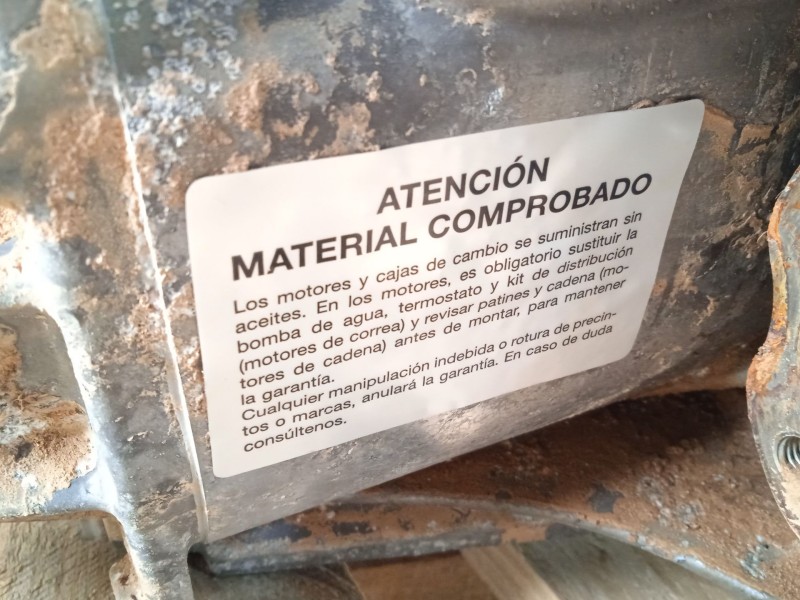 ATENCIÓN
MATERIAL COMPROBADO
Los motores y cajas de cambio se suministran sin
aceites. En los motores, es obligatorio sustituir la
bomba de agua, termostato y kit de distribución
(motores de correa) y revisar patines y cadena (mo-
tores de cadena) antes de montar, para mantener
la garantía.
Cualquier manipulación indebida o rotura de precin-
tos o marcas, anulará la garantía. En caso de duda
consúltenos.